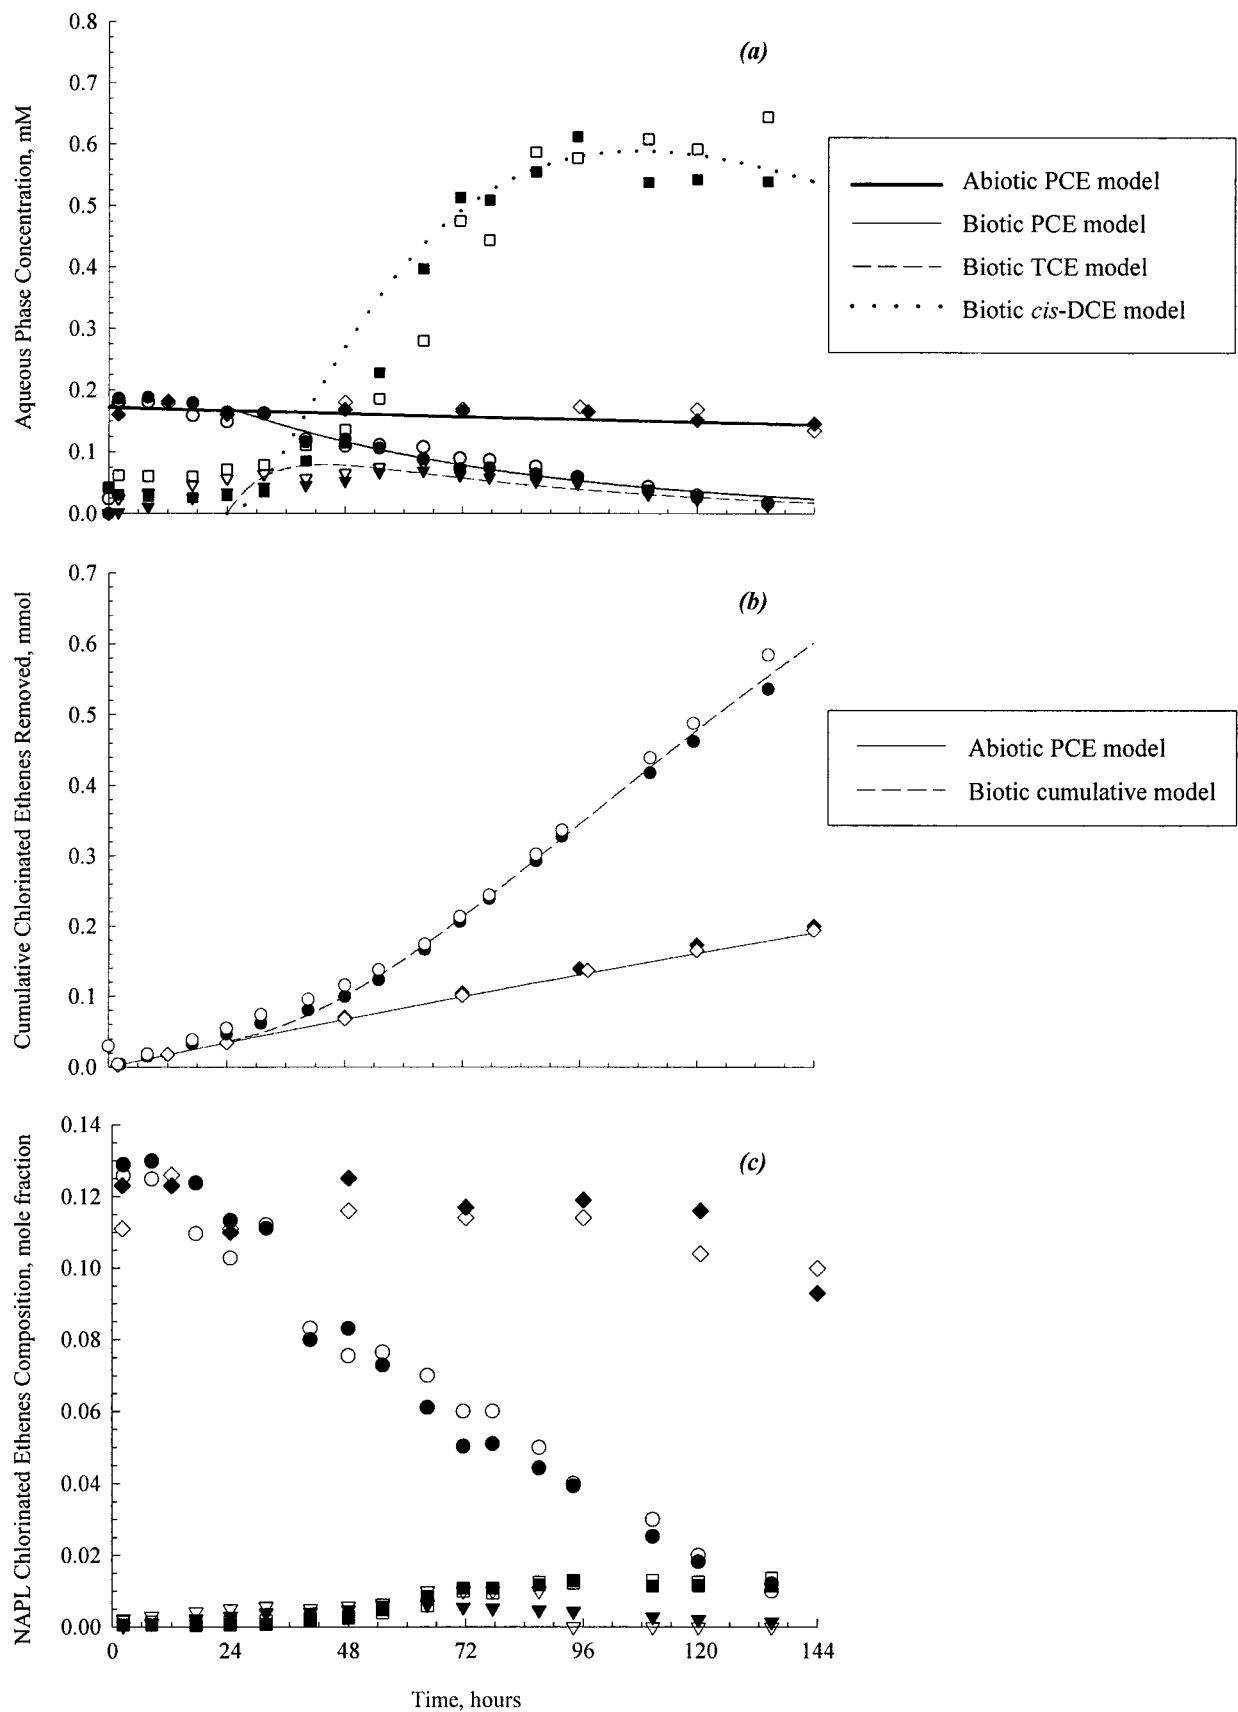 (a)
0.8
0.7
0.6
0.5
0.4
0.3
0.2
0.1
0.0
Aqueous Phase Concentration, mM
Abiotic PCE model
Biotic PCE model
Biotic TCE model
Biotic cis-DCE model
(b)
0.7
0.6
0.5
0.4
0.3
0.2
0.1
0.0
Cumulative Chlorinated Ethenes Removed, mmol
Abiotic PCE model
Biotic cumulative model
(c)
0.14
0.12
0.10
0.08
0.06
0.04
0.02
0.00
NAPL Chlorinated Ethenes Composition, mole fraction
0 24 48 72 96 120 144
Time, hours